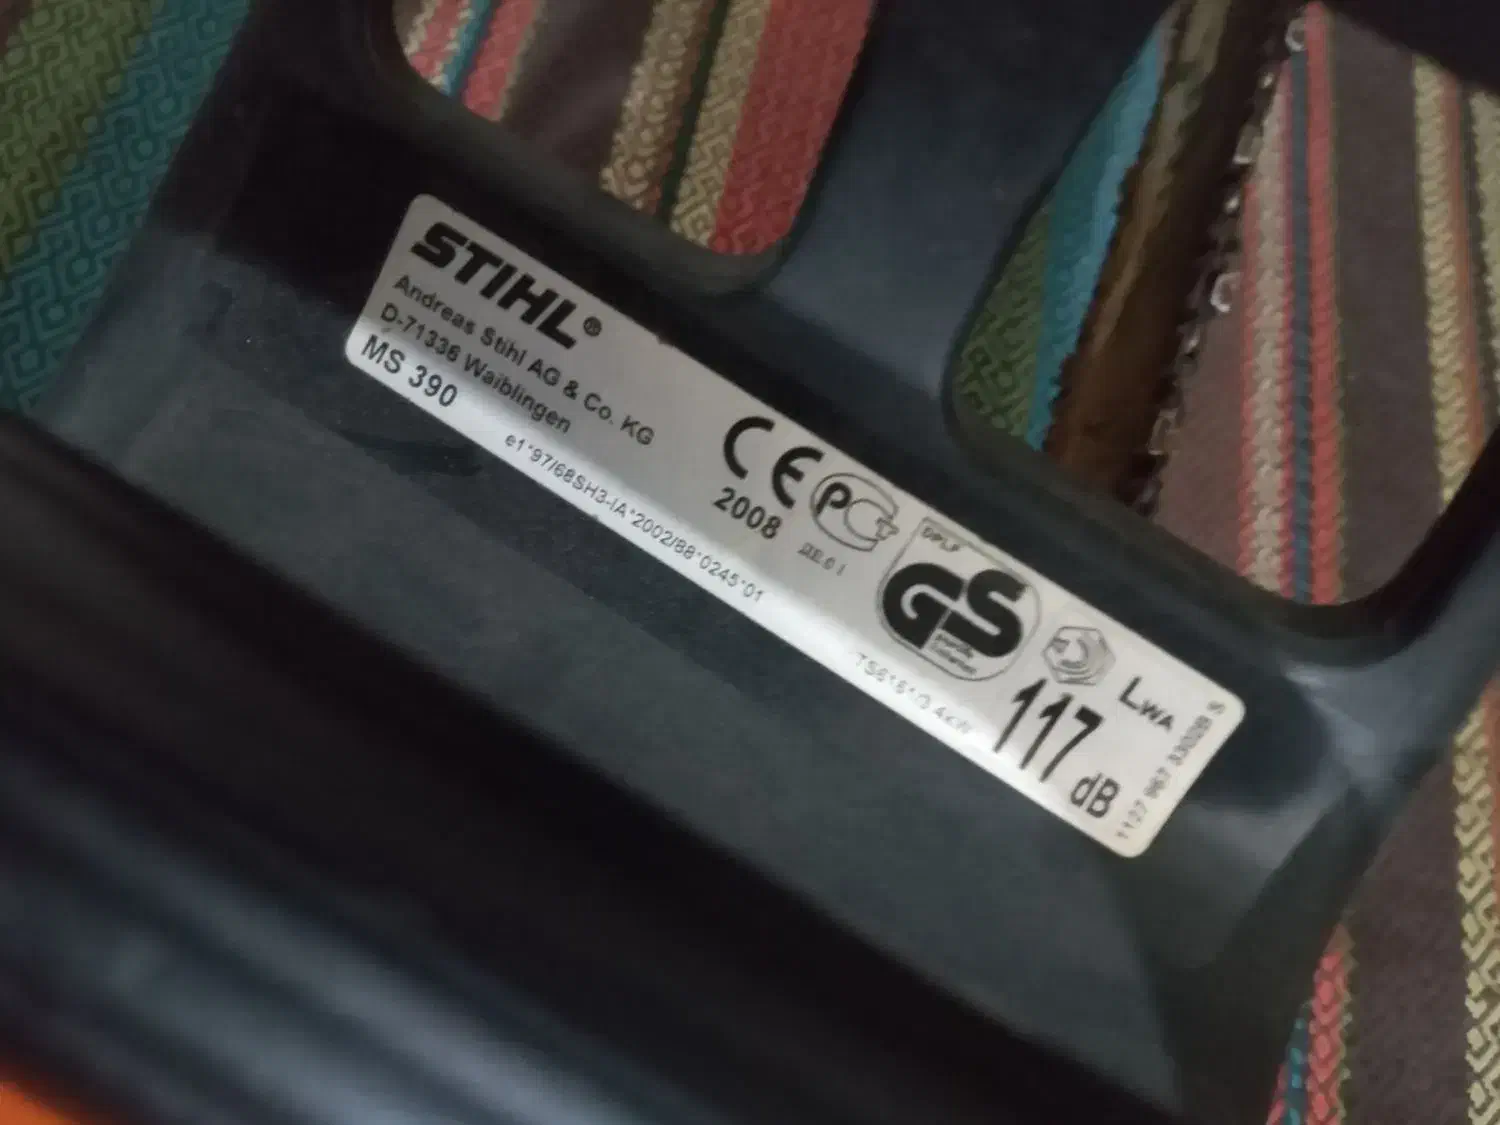 STIHL®
Andreas Stihl AG & Co. KG
D-71336 Waiblingen
MS 390
e1*97/68SH3-IA*2002/88*0245*01
CE
2008
DPLF
GS
LWA
117 dB